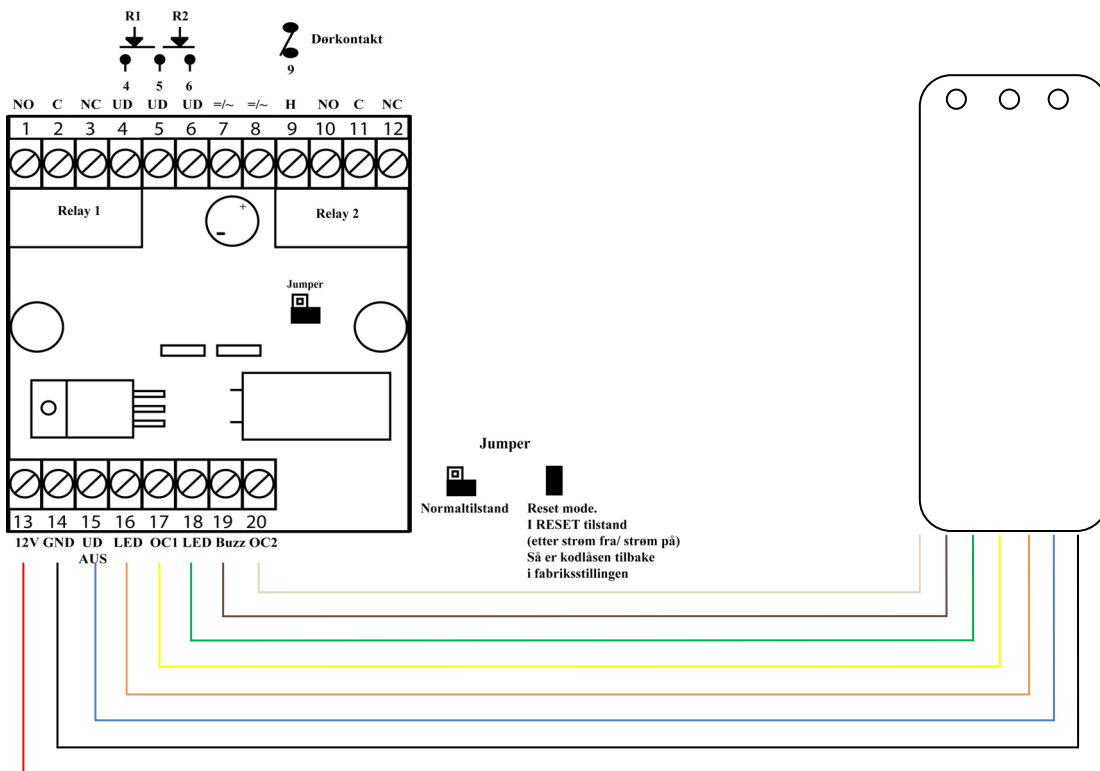 R1 R2
Dørkontakt
4 5 6 9
NO C NC UD UD UD =/~ =/~ H NO C NC
1 2 3 4 5 6 7 8 9 10 11 12
Relay 1
+
-
Relay 2
Jumper
Jumper
Normaltilstand
Reset mode.
I RESET tilstand
(etter strøm fra/ strøm på)
Så er kodlåsen tilbake
i fabriksstillingen
13 14 15 16 17 18 19 20
12V GND UD LED OC1 LED Buzz OC2
AUS